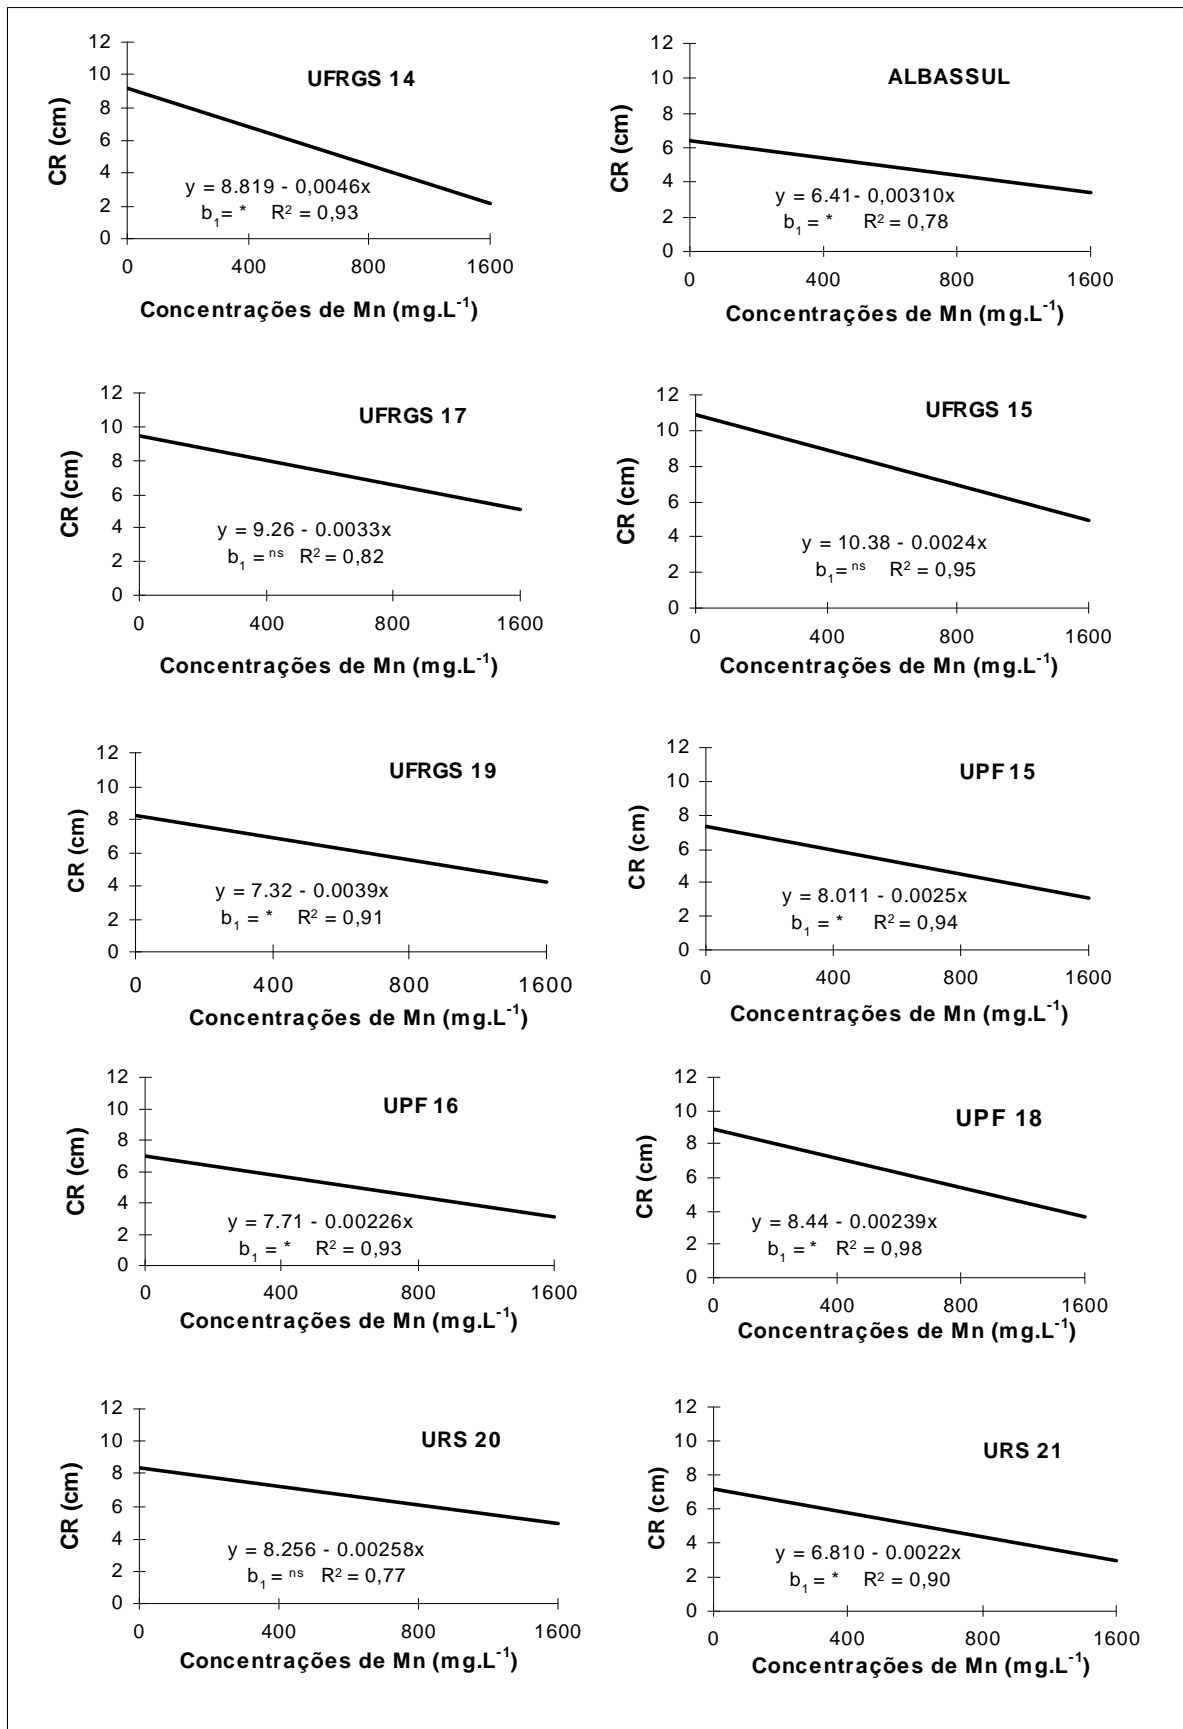 UFRGS 14
CR (cm)
12
10
8
6
4
2
0
y = 8.819 - 0,0046x
b1= * R² = 0,93
0 400 800 1600
Concentrações de Mn (mg.L-1)
ALBASSUL
CR (cm)
12
10
8
6
4
2
0
y = 6.41- 0,00310x
b1 = * R² = 0,78
0 400 800 1600
Concentrações de Mn (mg.L-1)
UFRGS 17
CR (cm)
12
10
8
6
4
2
0
y = 9.26 - 0.0033x
b1 = ns R² = 0,82
0 400 800 1600
Concentrações de Mn (mg.L-1)
UFRGS 15
CR (cm)
12
10
8
6
4
2
0
y = 10.38 - 0.0024x
b1= ns R² = 0,95
0 400 800 1600
Concentrações de Mn (mg.L-1)
UFRGS 19
CR (cm)
12
10
8
6
4
2
0
y = 7.32 - 0.0039x
b1 = * R² = 0,91
0 400 800 1600
Concentrações de Mn (mg.L-1)
UPF 15
CR (cm)
12
10
8
6
4
2
0
y = 8.011 - 0.0025x
b1 = * R² = 0,94
0 400 800 1600
Concentrações de Mn (mg.L-1)
UPF 16
CR (cm)
12
10
8
6
4
2
0
y = 7.71 - 0.00226x
b1 = * R² = 0,93
0 400 800 1600
Concentrações de Mn (mg.L-1)
UPF 18
CR (cm)
12
10
8
6
4
2
0
y = 8.44 - 0.00239x
b1 = * R² = 0,98
0 400 800 1600
Concentrações de Mn (mg.L-1)
URS 20
CR (cm)
12
10
8
6
4
2
0
y = 8.256 - 0.00258x
b1 = ns R² = 0,77
0 400 800 1600
Concentrações de Mn (mg.L-1)
URS 21
CR (cm)
12
10
8
6
4
2
0
y = 6.810 - 0.0022x
b1 = * R² = 0,90
0 400 800 1600
Concentrações de Mn (mg.L-1)